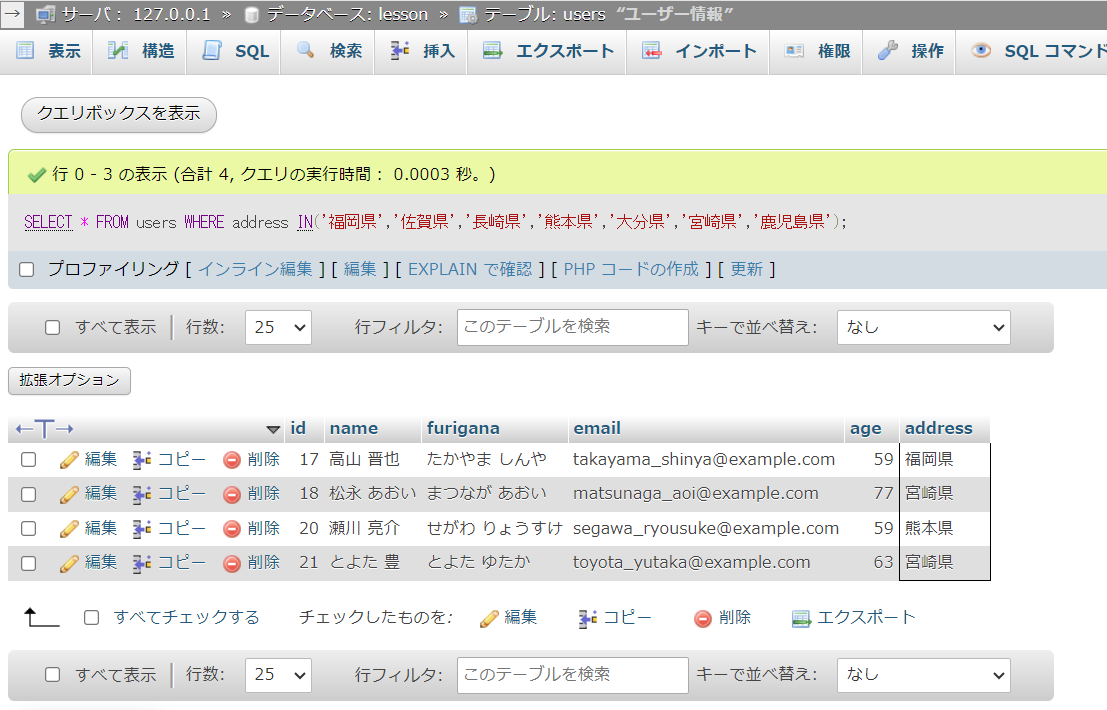 サーバ： 127.0.0.1 » データベース: lesson » テーブル: users “ユーザー情報”
表示 構造 SQL 検索 挿入 エクスポート インポート 権限 操作 SQL コマンド
クエリボックスを表示
行 0 - 3 の表示 (合計 4, クエリの実行時間： 0.0003 秒。)
SELECT * FROM users WHERE address IN('福岡県','佐賀県','長崎県','熊本県','大分県','宮崎県','鹿児島県');
プロファイリング [ インライン編集 ] [ 編集 ] [ EXPLAIN で確認 ] [ PHP コードの作成 ] [ 更新 ]
すべて表示 行数: 25 行フィルタ: このテーブルを検索 キーで並べ替え: なし
拡張オプション
←T→ id name furigana email age address
編集 コピー 削除 17 高山 晋也 たかやま しんや takayama_shinya@example.com 59 福岡県
編集 コピー 削除 18 松永 あおい まつなが あおい matsunaga_aoi@example.com 77 宮崎県
編集 コピー 削除 20 瀬川 亮介 せがわ りょうすけ segawa_ryousuke@example.com 59 熊本県
編集 コピー 削除 21 とよた 豊 とよた ゆたか toyota_yutaka@example.com 63 宮崎県
すべてチェックする チェックしたものを: 編集 コピー 削除 エクスポート
すべて表示 行数: 25 行フィルタ: このテーブルを検索 キーで並べ替え: なし